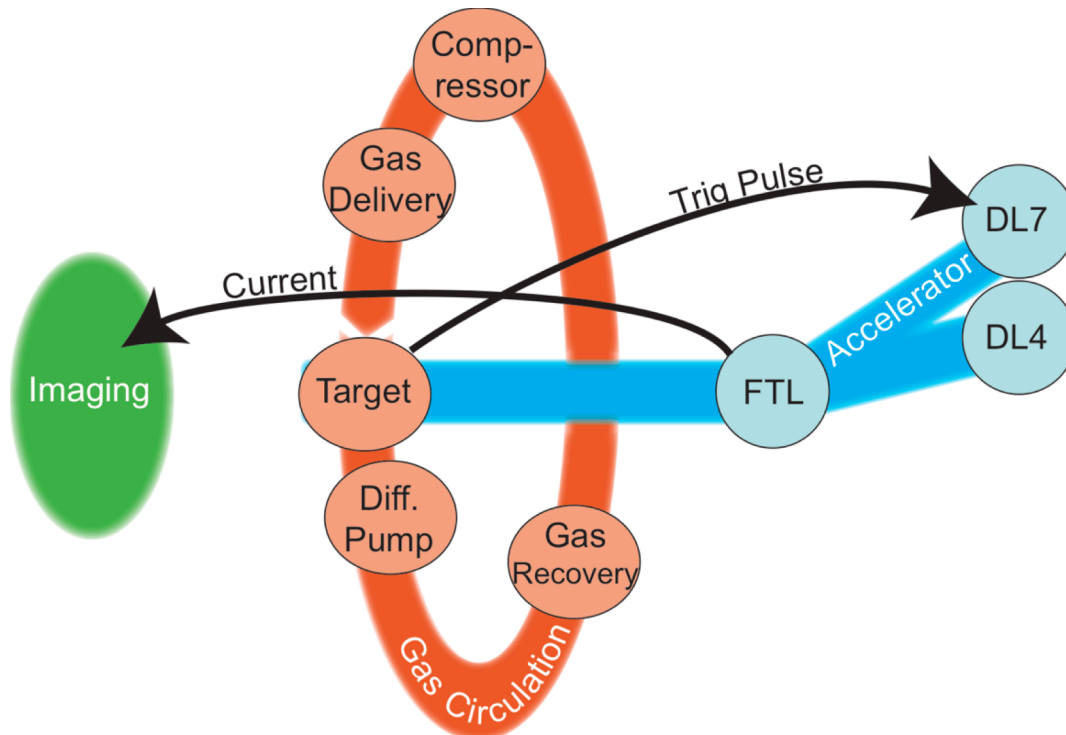 Comp-
ressor
Gas
Delivery
Trig Pulse
DL7
Current
Accelerator
DL4
Imaging
Target
FTL
Diff.
Pump
Gas
Recovery
Gas Circulation